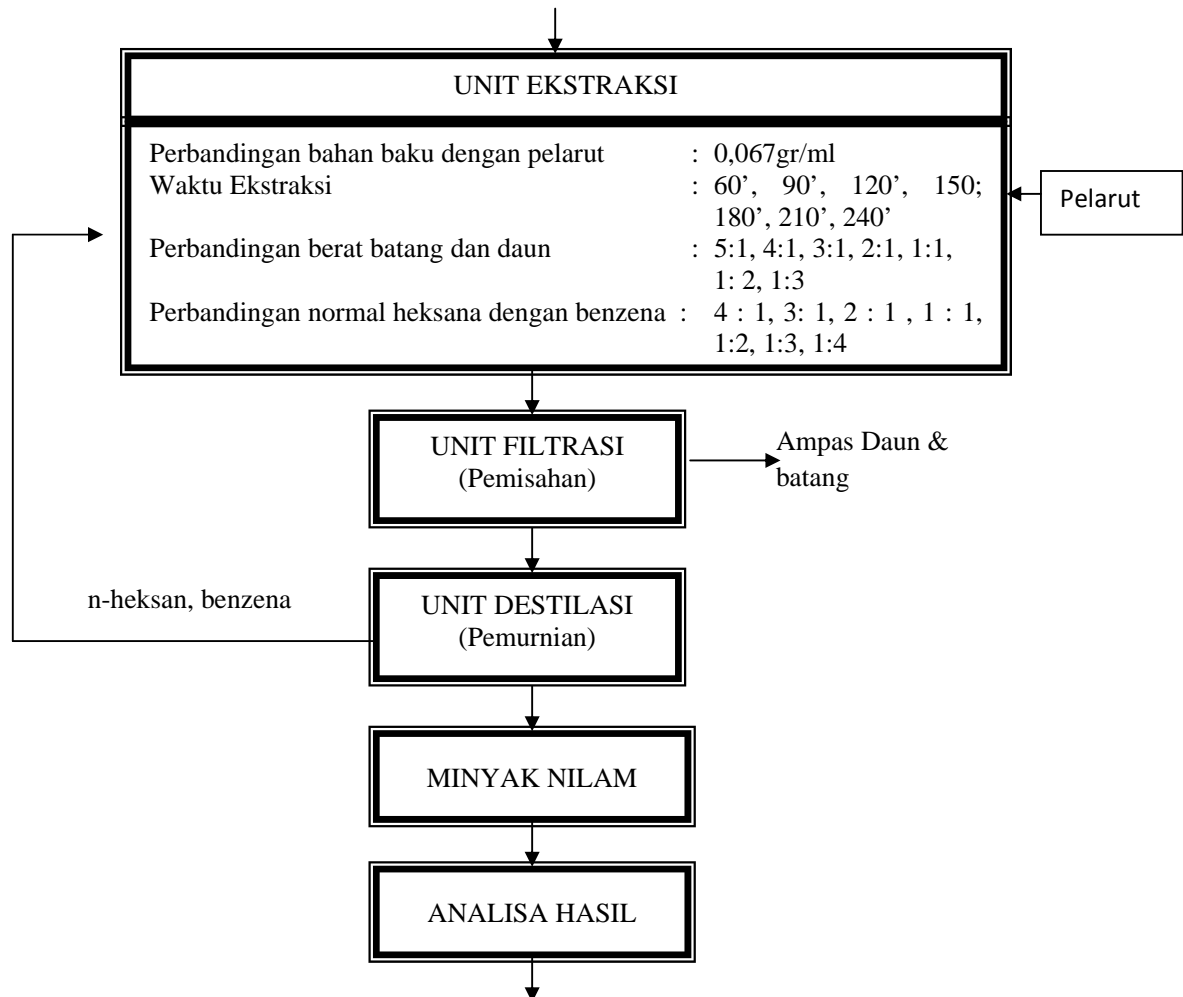 UNIT EKSTRAKSI
Perbandingan bahan baku dengan pelarut : 0,067gr/ml
Waktu Ekstraksi : 60’, 90’, 120’, 150;
180’, 210’, 240’
Perbandingan berat batang dan daun : 5:1, 4:1, 3:1, 2:1, 1:1,
1: 2, 1:3
Perbandingan normal heksana dengan benzena : 4 : 1, 3: 1, 2 : 1 , 1 : 1,
1:2, 1:3, 1:4
Pelarut
UNIT FILTRASI
(Pemisahan)
Ampas Daun &
batang
n-heksan, benzena
UNIT DESTILASI
(Pemurnian)
MINYAK NILAM
ANALISA HASIL